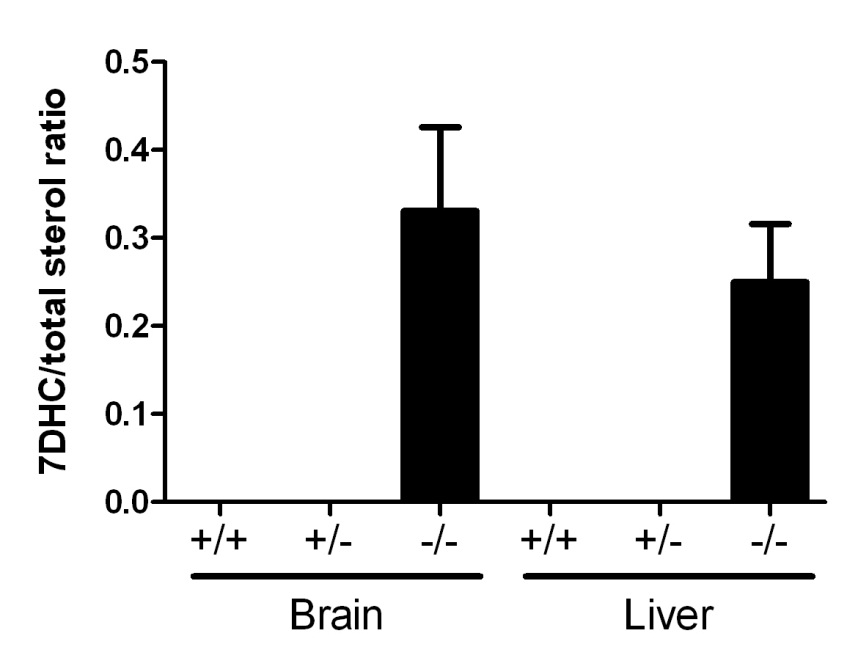 7DHC/total sterol ratio
0.5
0.4
0.3
0.2
0.1
0.0
+/+ +/- -/- +/+ +/- -/-
Brain Liver